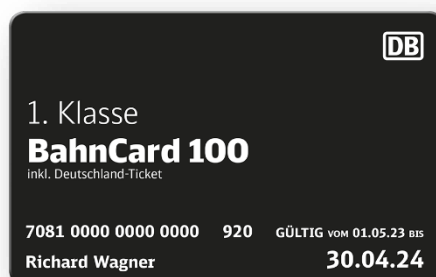 DB
1. Klasse
BahnCard 100
inkl. Deutschland-Ticket
7081 0000 0000 0000 920 GÜLTIG VOM 01.05.23 BIS
Richard Wagner 30.04.24